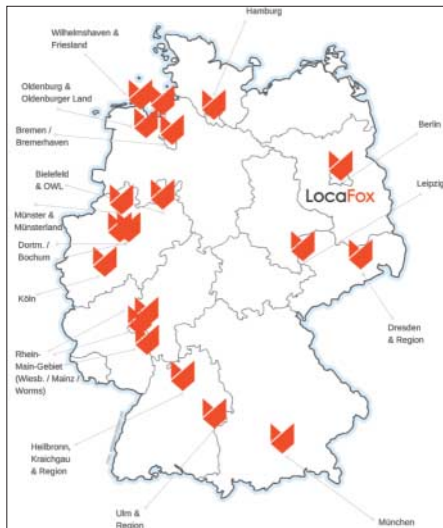 Hamburg
Wilhelmshaven &
Friesland
Oldenburg &
Oldenburger Land
Bremen /
Bremerhaven
Berlin
Bielefeld
& OWL
LocaFox
Leipzig
Münster &
Münsterland
Dortm. /
Bochum
Köln
Dresden
& Region
Rhein-
Main-Gebiet
(Wiesb. / Mainz /
Worms)
Heilbronn,
Kraichgau
& Region
Ulm &
Region
München